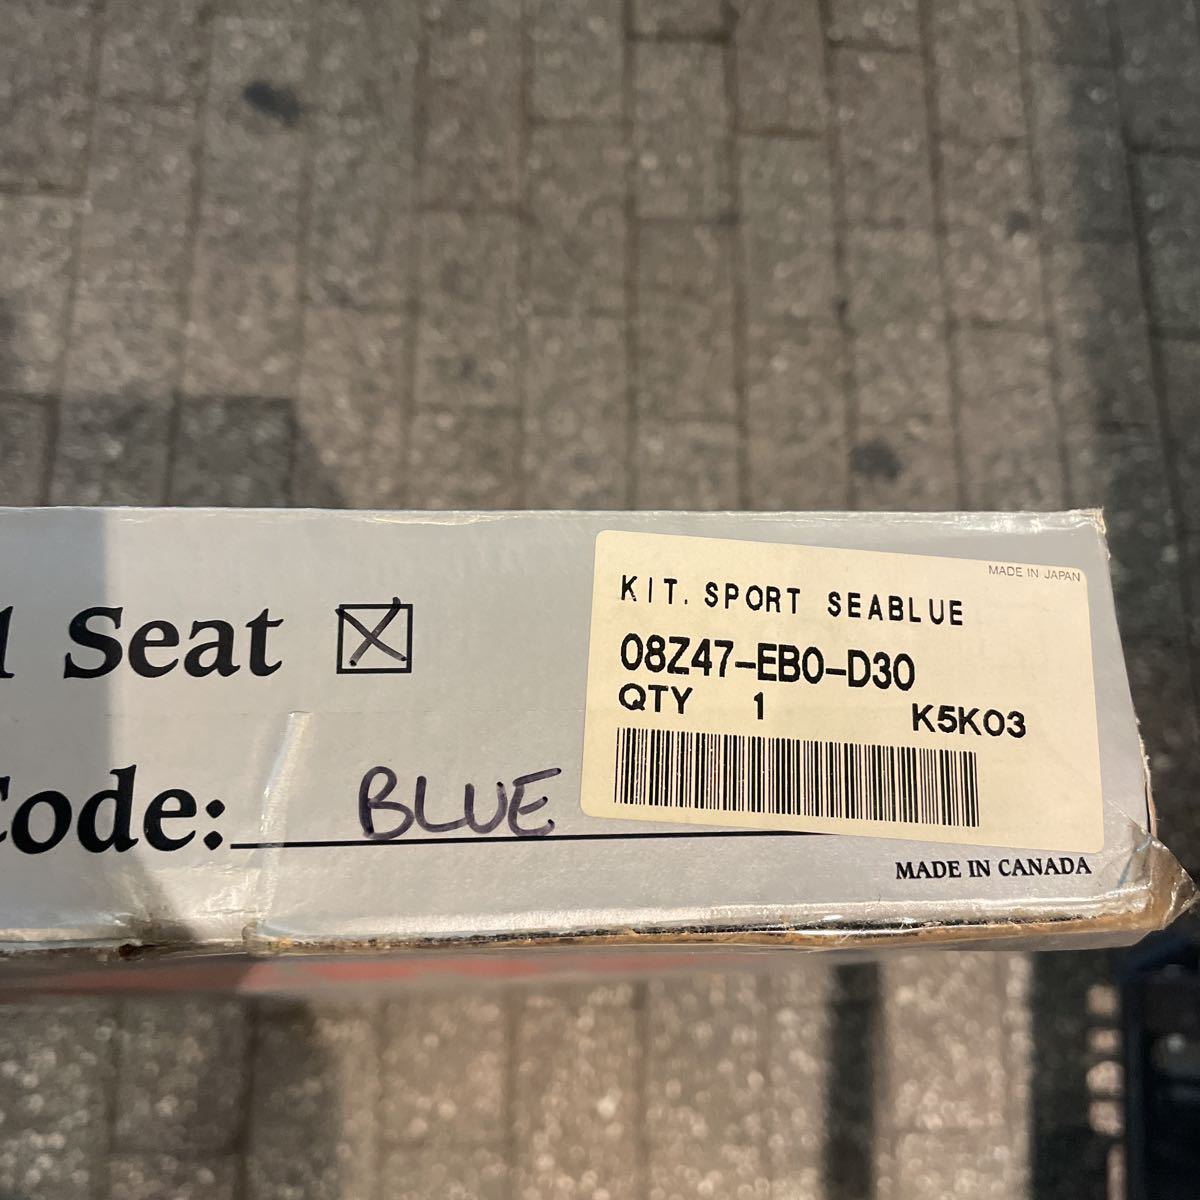 Seat
MADE IN JAPAN
KIT. SPORT SEABLUE
08Z47-EB0-D30
QTY 1 K5K03
Code: BLUE
MADE IN CANADA